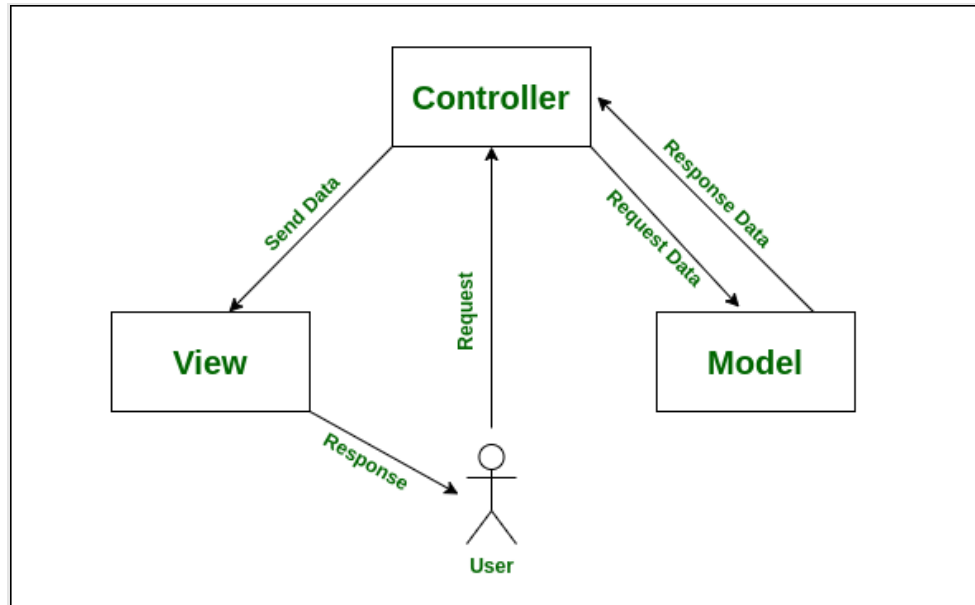 Controller
Send Data
Response Data
Request Data
Request
View
Model
Response
User